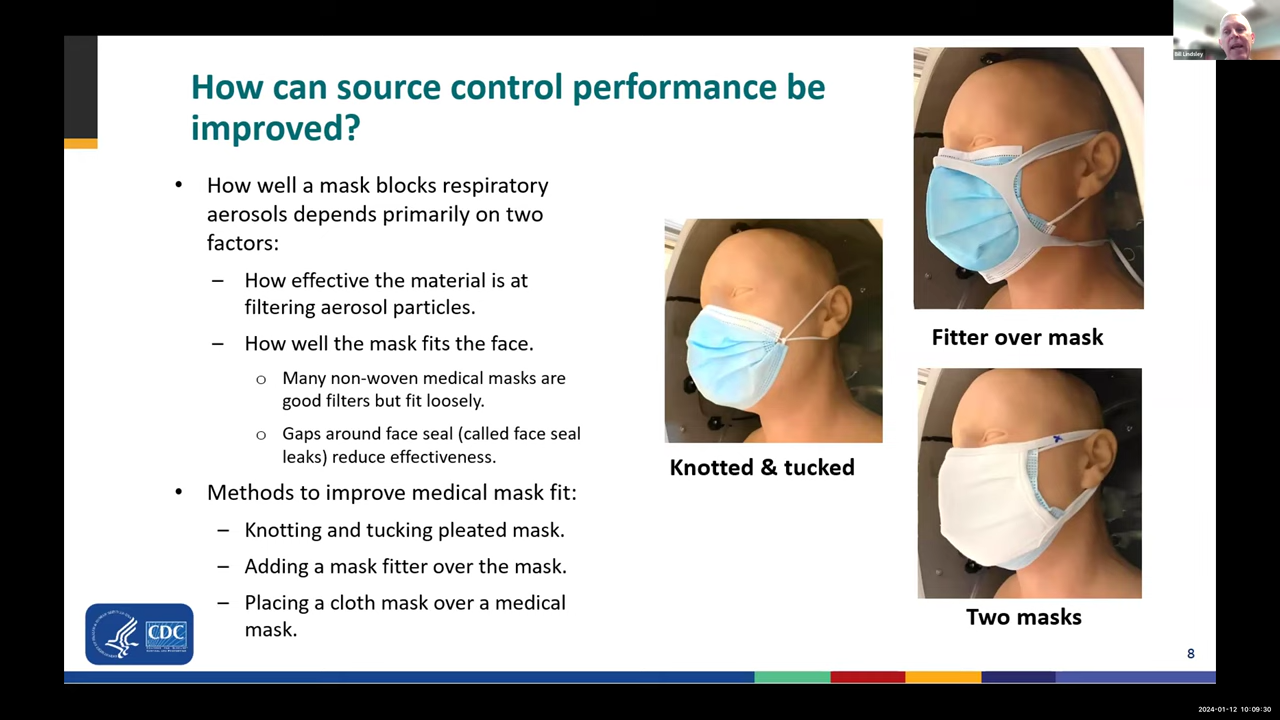 Bill Lindsley
How can source control performance be
improved?
• How well a mask blocks respiratory
aerosols depends primarily on two
factors:
– How effective the material is at
filtering aerosol particles.
– How well the mask fits the face.
o Many non-woven medical masks are
good filters but fit loosely.
o Gaps around face seal (called face seal
leaks) reduce effectiveness.
• Methods to improve medical mask fit:
– Knotting and tucking pleated mask.
– Adding a mask fitter over the mask.
– Placing a cloth mask over a medical
mask.
Knotted & tucked
Fitter over mask
Two masks
CDC
8
2024-01-12 10:09:30